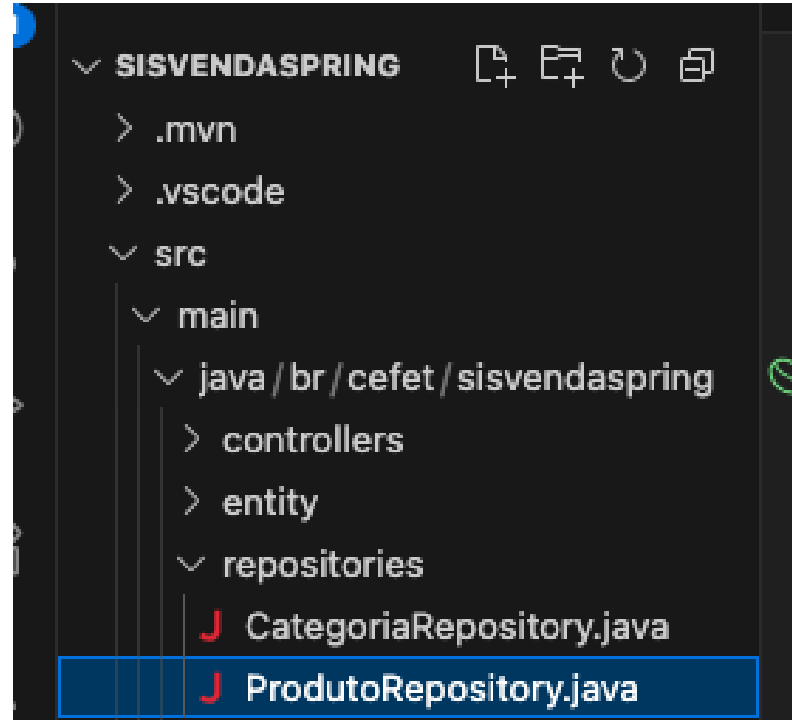 SISVENDASPRING
.mvn
.vscode
src
main
java/br/cefet/sisvendaspring
controllers
entity
repositories
J CategoriaRepository.java
J ProdutoRepository.java